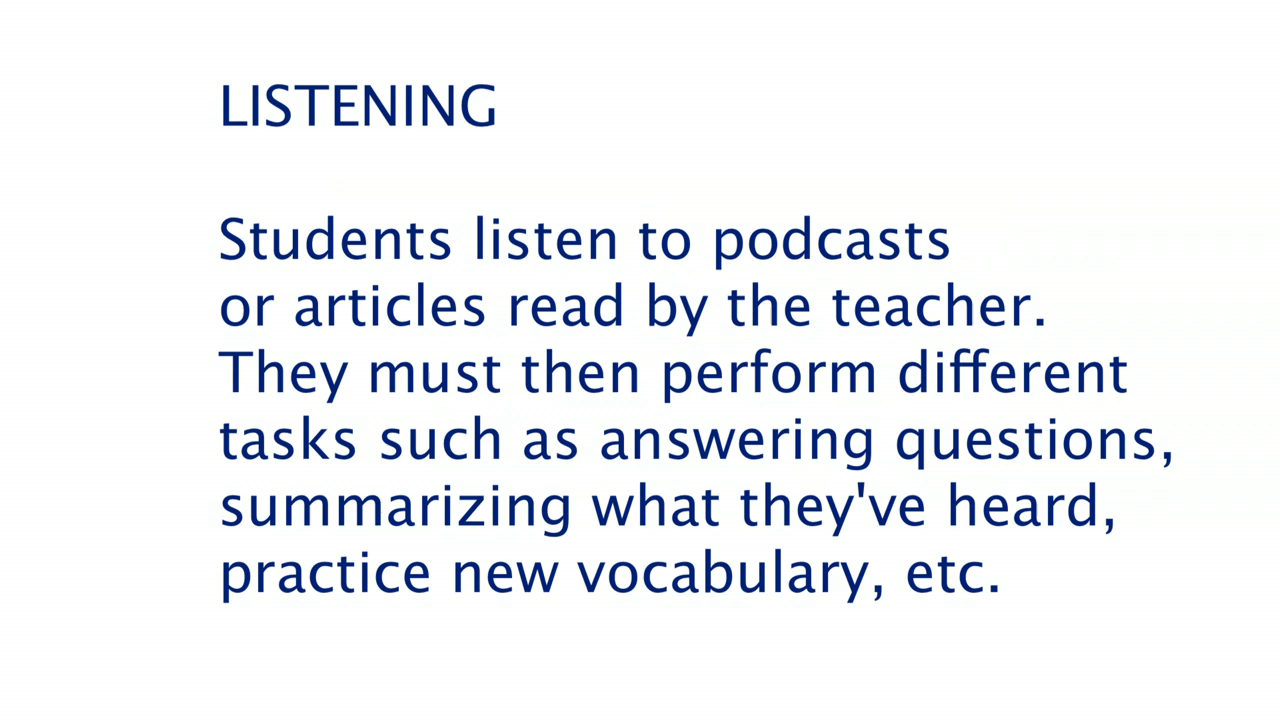 LISTENING
Students listen to podcasts
or articles read by the teacher.
They must then perform different
tasks such as answering questions,
summarizing what they've heard,
practice new vocabulary, etc.